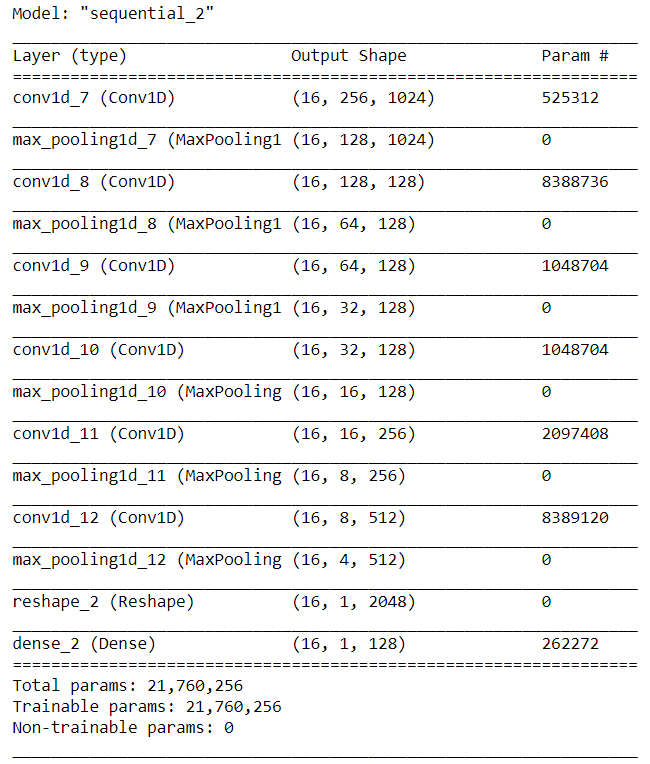 Model: "sequential_2"
_________________________________________________________________
Layer (type)                 Output Shape              Param #
=================================================================
conv1d_7 (Conv1D)            (16, 256, 1024)           525312
_________________________________________________________________
max_pooling1d_7 (MaxPooling1 (16, 128, 1024)           0
_________________________________________________________________
conv1d_8 (Conv1D)            (16, 128, 128)            8388736
_________________________________________________________________
max_pooling1d_8 (MaxPooling1 (16, 64, 128)             0
_________________________________________________________________
conv1d_9 (Conv1D)            (16, 64, 128)             1048704
_________________________________________________________________
max_pooling1d_9 (MaxPooling1 (16, 32, 128)             0
_________________________________________________________________
conv1d_10 (Conv1D)           (16, 32, 128)             1048704
_________________________________________________________________
max_pooling1d_10 (MaxPooling (16, 16, 128)             0
_________________________________________________________________
conv1d_11 (Conv1D)           (16, 16, 256)             2097408
_________________________________________________________________
max_pooling1d_11 (MaxPooling (16, 8, 256)              0
_________________________________________________________________
conv1d_12 (Conv1D)           (16, 8, 512)              8389120
_________________________________________________________________
max_pooling1d_12 (MaxPooling (16, 4, 512)              0
_________________________________________________________________
reshape_2 (Reshape)          (16, 1, 2048)             0
_________________________________________________________________
dense_2 (Dense)              (16, 1, 128)              262272
=================================================================
Total params: 21,760,256
Trainable params: 21,760,256
Non-trainable params: 0
_________________________________________________________________